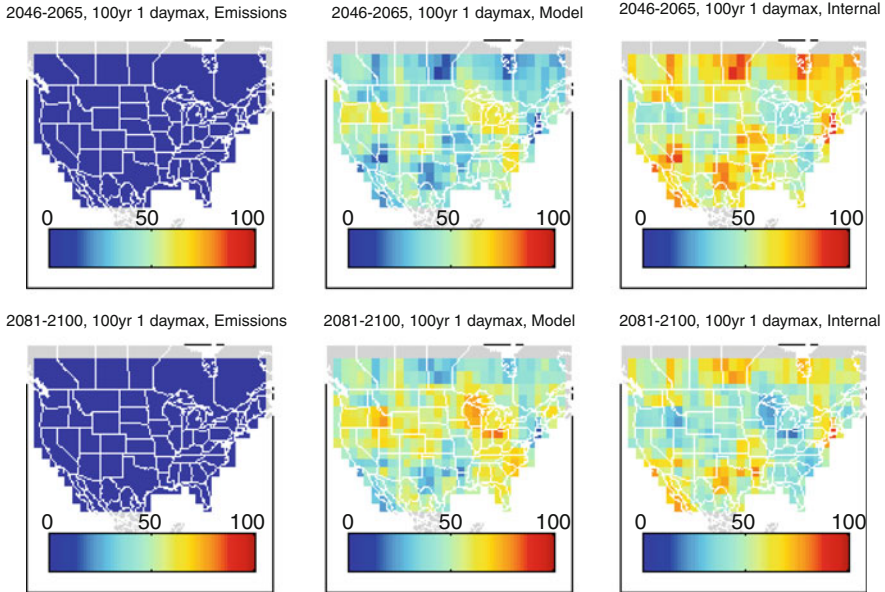 2046-2065, 100yr 1 daymax, Emissions
2046-2065, 100yr 1 daymax, Model
2046-2065, 100yr 1 daymax, Internal
0 50 100
0 50 100
0 50 100
2081-2100, 100yr 1 daymax, Emissions
2081-2100, 100yr 1 daymax, Model
2081-2100, 100yr 1 daymax, Internal
0 50 100
0 50 100
0 50 100